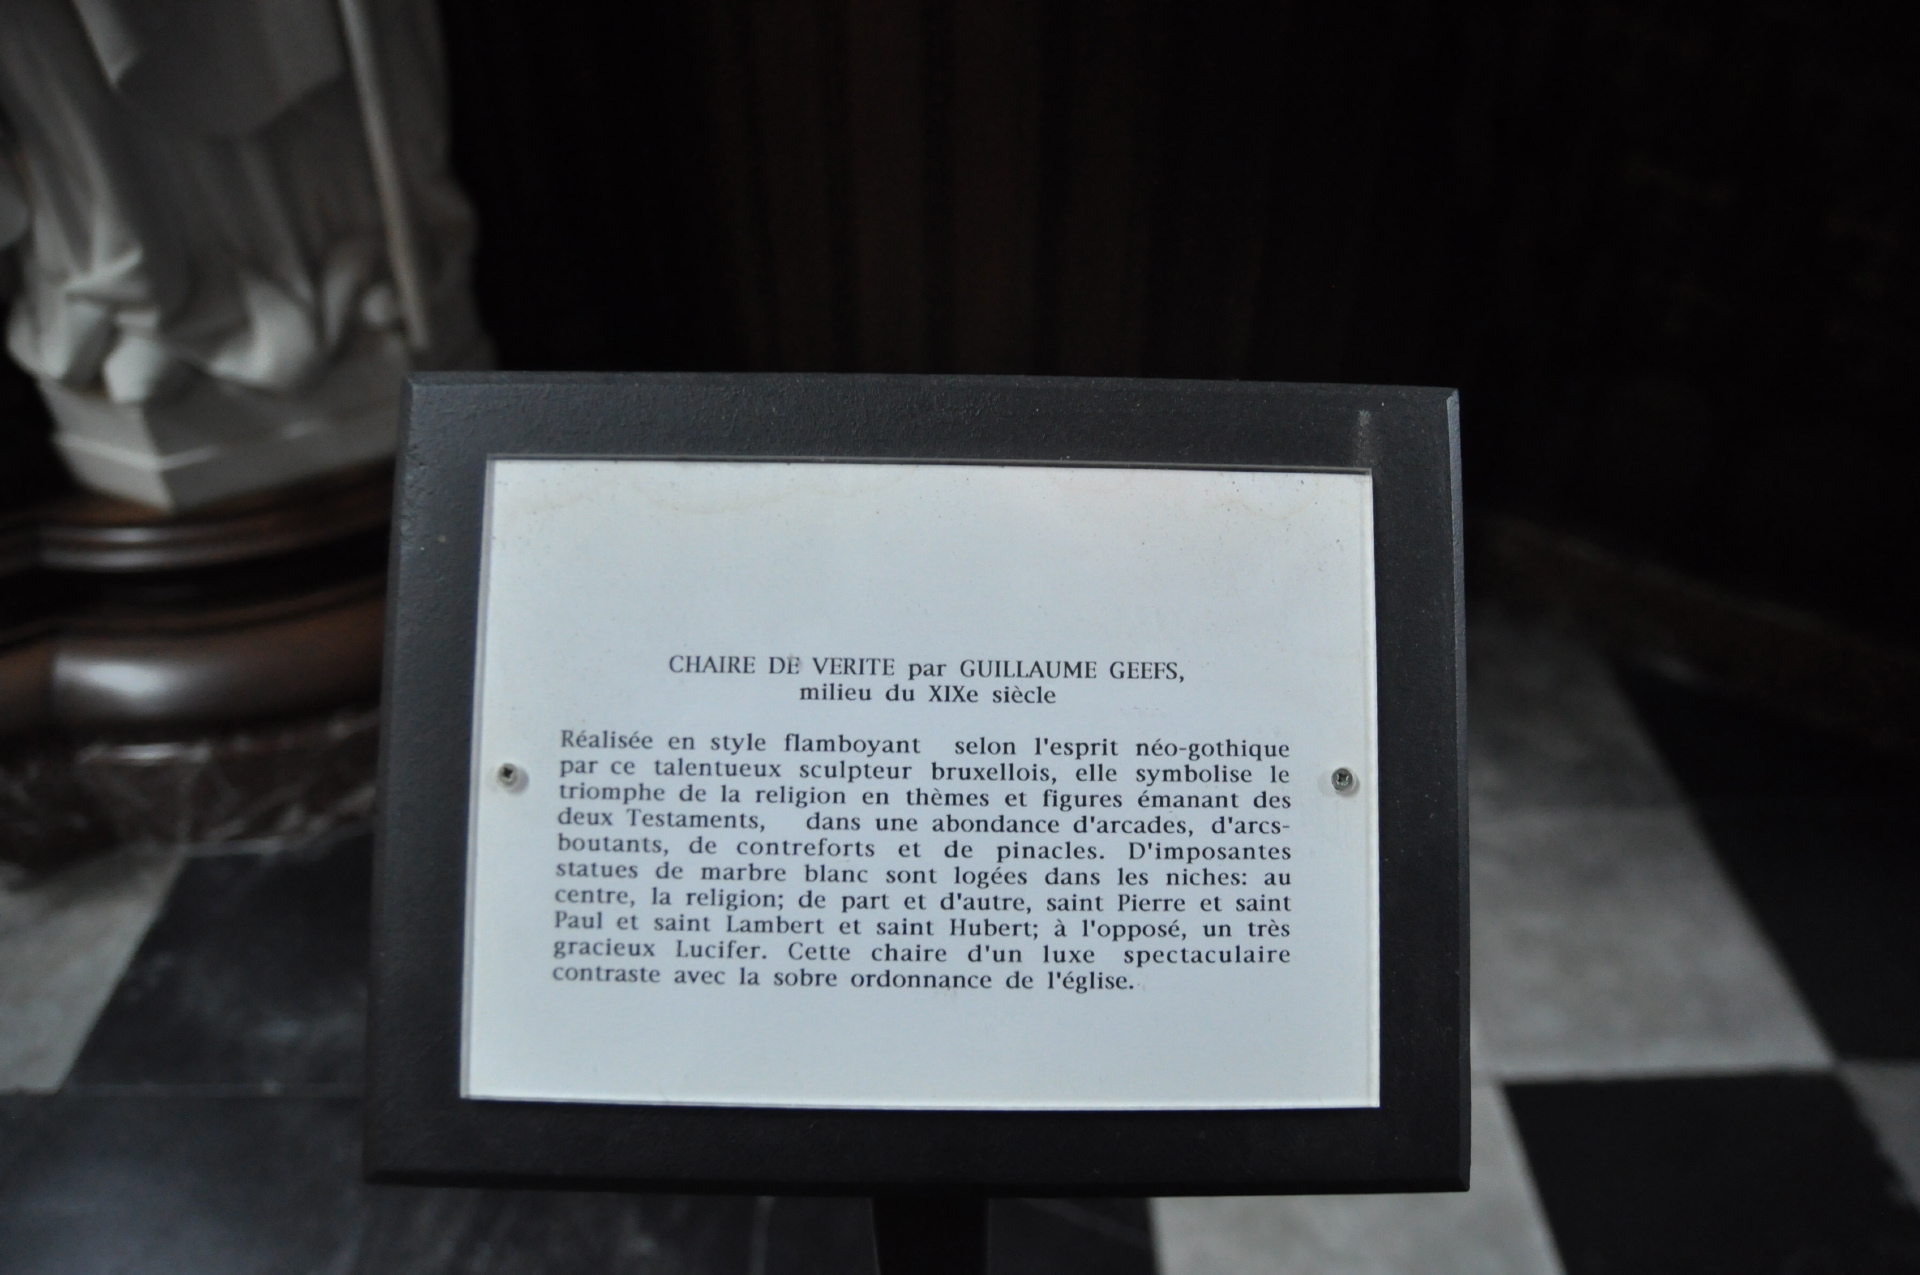 CHAIRE DE VERITE par GUILLAUME GEEFS,
milieu du XIXe siècle
Réalisée en style flamboyant selon l'esprit néo-gothique
par ce talentueux sculpteur bruxellois, elle symbolise le
triomphe de la religion en thèmes et figures émanant des
deux Testaments, dans une abondance d'arcades, d'arcs-
boutants, de contreforts et de pinacles. D'imposantes
statues de marbre blanc sont logées dans les niches: au
centre, la religion; de part et d'autre, saint Pierre et saint
Paul et saint Lambert et saint Hubert; à l'opposé, un très
gracieux Lucifer. Cette chaire d'un luxe spectaculaire
contraste avec la sobre ordonnance de l'église.